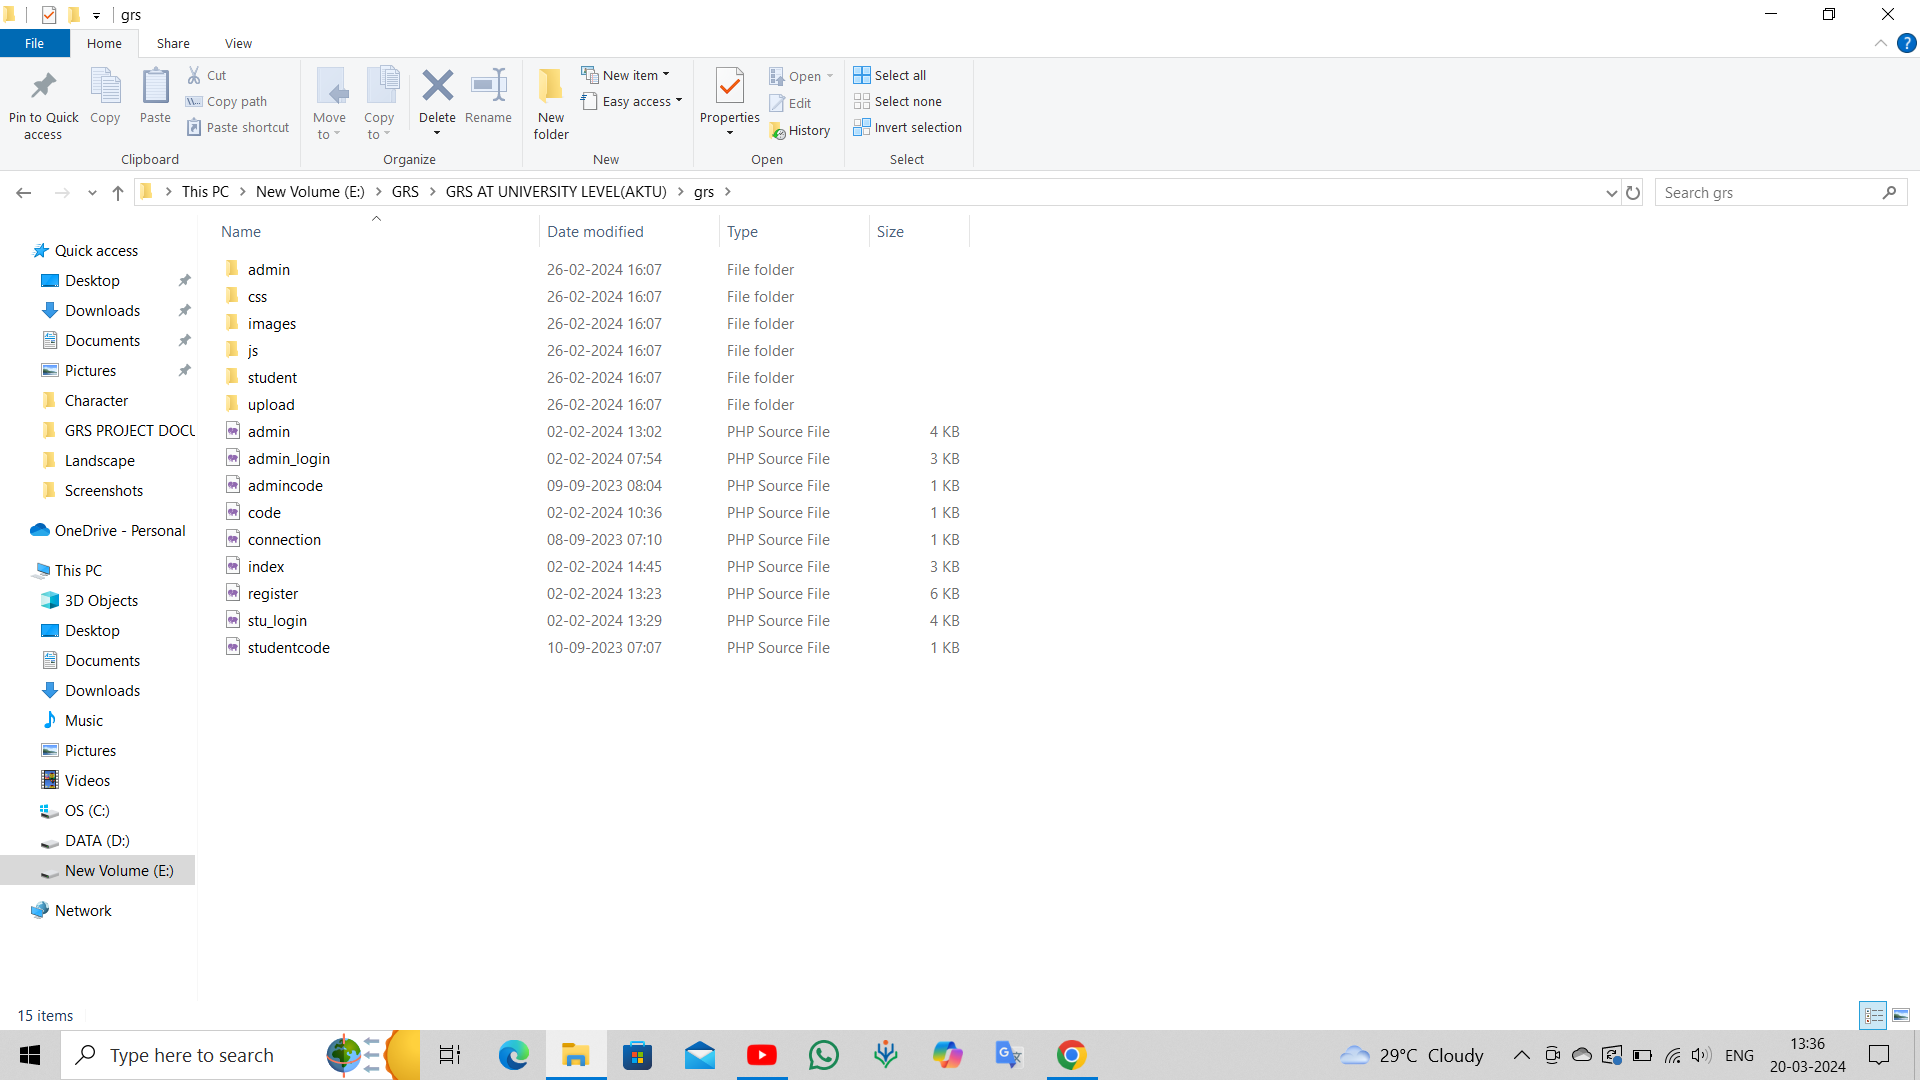 grs
File Home Share View
Pin to Quick access
Copy
Paste
Cut
Copy path
Paste shortcut
Clipboard
Move to
Copy to
Delete
Rename
Organize
New folder
New item
Easy access
New
Properties
Open
Edit
History
Open
Select all
Select none
Invert selection
Select
This PC > New Volume (E:) > GRS > GRS AT UNIVERSITY LEVEL(AKTU) > grs >
Search grs
Quick access
Desktop
Downloads
Documents
Pictures
Character
GRS PROJECT DOCU
Landscape
Screenshots
OneDrive - Personal
This PC
3D Objects
Desktop
Documents
Downloads
Music
Pictures
Videos
OS (C:)
DATA (D:)
New Volume (E:)
Network
Name Date modified Type Size
admin 26-02-2024 16:07 File folder
css 26-02-2024 16:07 File folder
images 26-02-2024 16:07 File folder
js 26-02-2024 16:07 File folder
student 26-02-2024 16:07 File folder
upload 26-02-2024 16:07 File folder
admin 02-02-2024 13:02 PHP Source File 4 KB
admin_login 02-02-2024 07:54 PHP Source File 3 KB
admincode 09-09-2023 08:04 PHP Source File 1 KB
code 02-02-2024 10:36 PHP Source File 1 KB
connection 08-09-2023 07:10 PHP Source File 1 KB
index 02-02-2024 14:45 PHP Source File 3 KB
register 02-02-2024 13:23 PHP Source File 6 KB
stu_login 02-02-2024 13:29 PHP Source File 4 KB
studentcode 10-09-2023 07:07 PHP Source File 1 KB
15 items
Type here to search
29°C Cloudy
ENG
13:36
20-03-2024